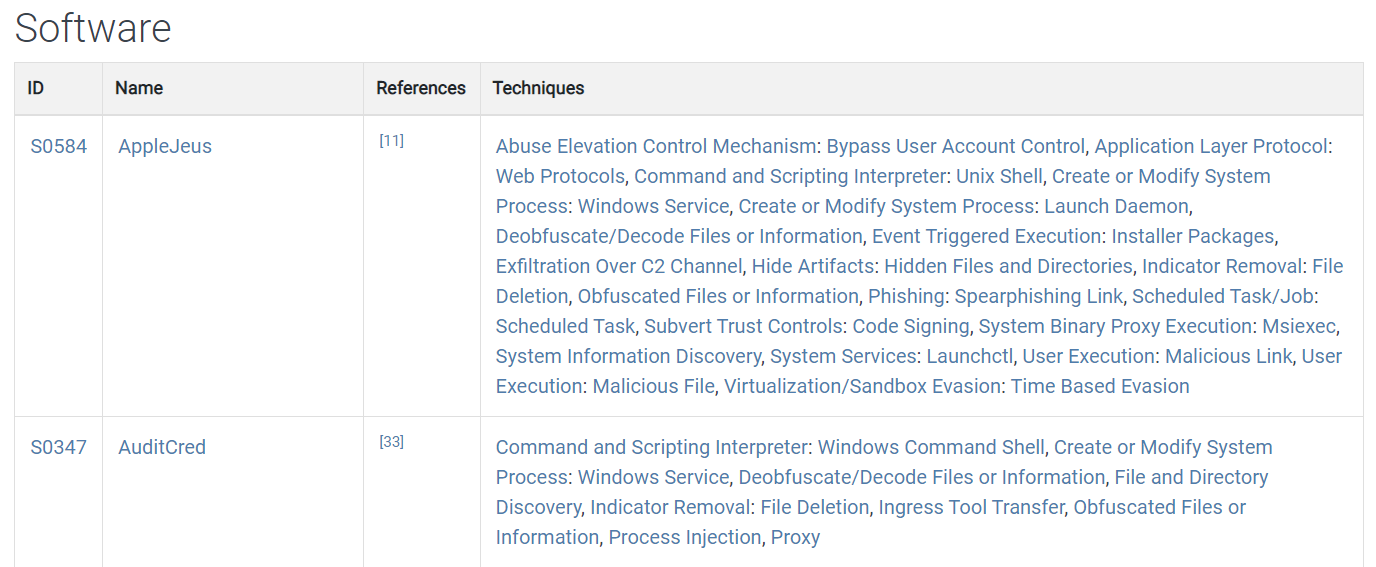 Software
ID Name References Techniques
S0584 AppleJeus [11] Abuse Elevation Control Mechanism: Bypass User Account Control, Application Layer Protocol:
Web Protocols, Command and Scripting Interpreter: Unix Shell, Create or Modify System
Process: Windows Service, Create or Modify System Process: Launch Daemon,
Deobfuscate/Decode Files or Information, Event Triggered Execution: Installer Packages,
Exfiltration Over C2 Channel, Hide Artifacts: Hidden Files and Directories, Indicator Removal: File
Deletion, Obfuscated Files or Information, Phishing: Spearphishing Link, Scheduled Task/Job:
Scheduled Task, Subvert Trust Controls: Code Signing, System Binary Proxy Execution: Msiexec,
System Information Discovery, System Services: Launchctl, User Execution: Malicious Link, User
Execution: Malicious File, Virtualization/Sandbox Evasion: Time Based Evasion
S0347 AuditCred [33] Command and Scripting Interpreter: Windows Command Shell, Create or Modify System
Process: Windows Service, Deobfuscate/Decode Files or Information, File and Directory
Discovery, Indicator Removal: File Deletion, Ingress Tool Transfer, Obfuscated Files or
Information, Process Injection, Proxy